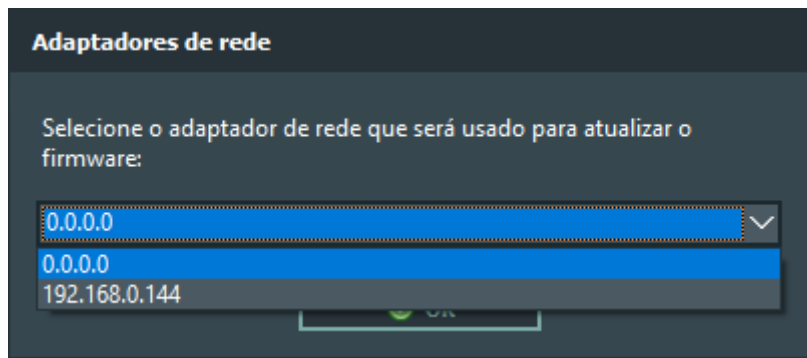 Adaptadores de rede
Selecione o adaptador de rede que será usado para atualizar o
firmware:
0.0.0.0
0.0.0.0
192.168.0.144